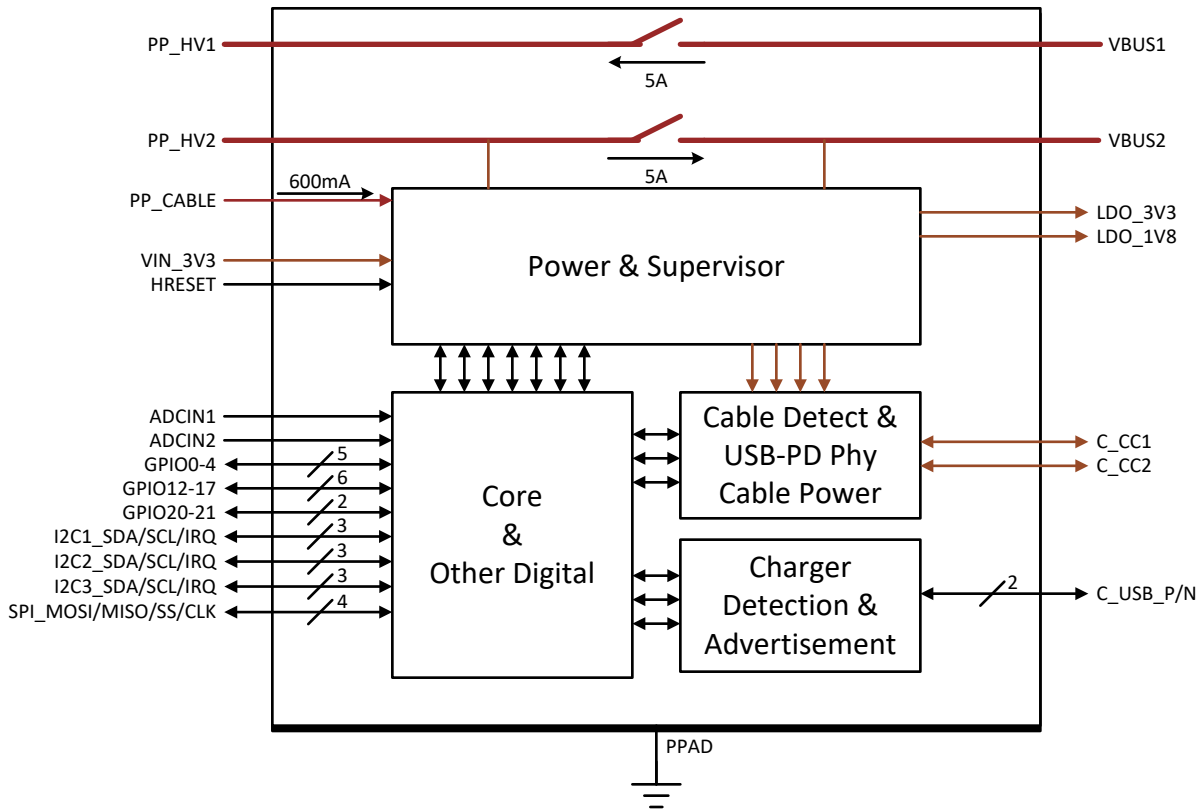 PP_HV1
VBUS1
5A
PP_HV2
VBUS2
5A
600mA
PP_CABLE
LDO_3V3
LDO_1V8
VIN_3V3
HRESET
Power & Supervisor
ADCIN1
ADCIN2
GPIO0-4
5
GPIO12-17
6
GPIO20-21
2
I2C1_SDA/SCL/IRQ
3
I2C2_SDA/SCL/IRQ
3
I2C3_SDA/SCL/IRQ
3
SPI_MOSI/MISO/SS/CLK
4
Core
&
Other Digital
Cable Detect &
USB-PD Phy
Cable Power
C_CC1
C_CC2
Charger
Detection &
Advertisement
2
C_USB_P/N
PPAD